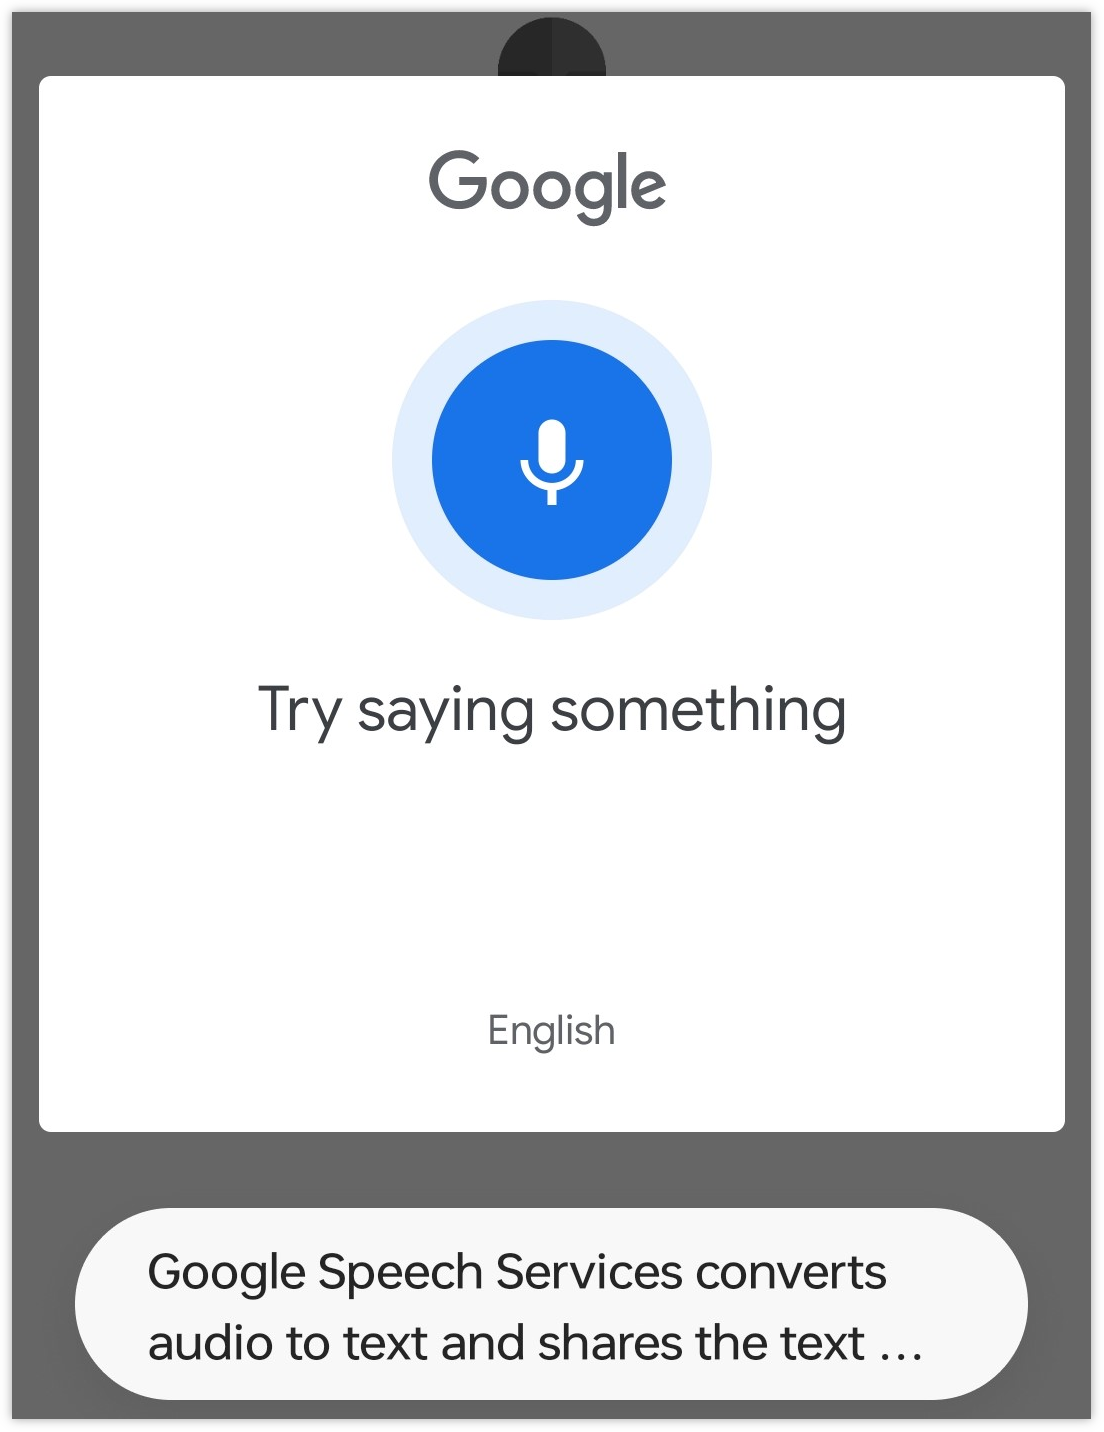 Google
Try saying something
English
Google Speech Services converts
audio to text and shares the text …